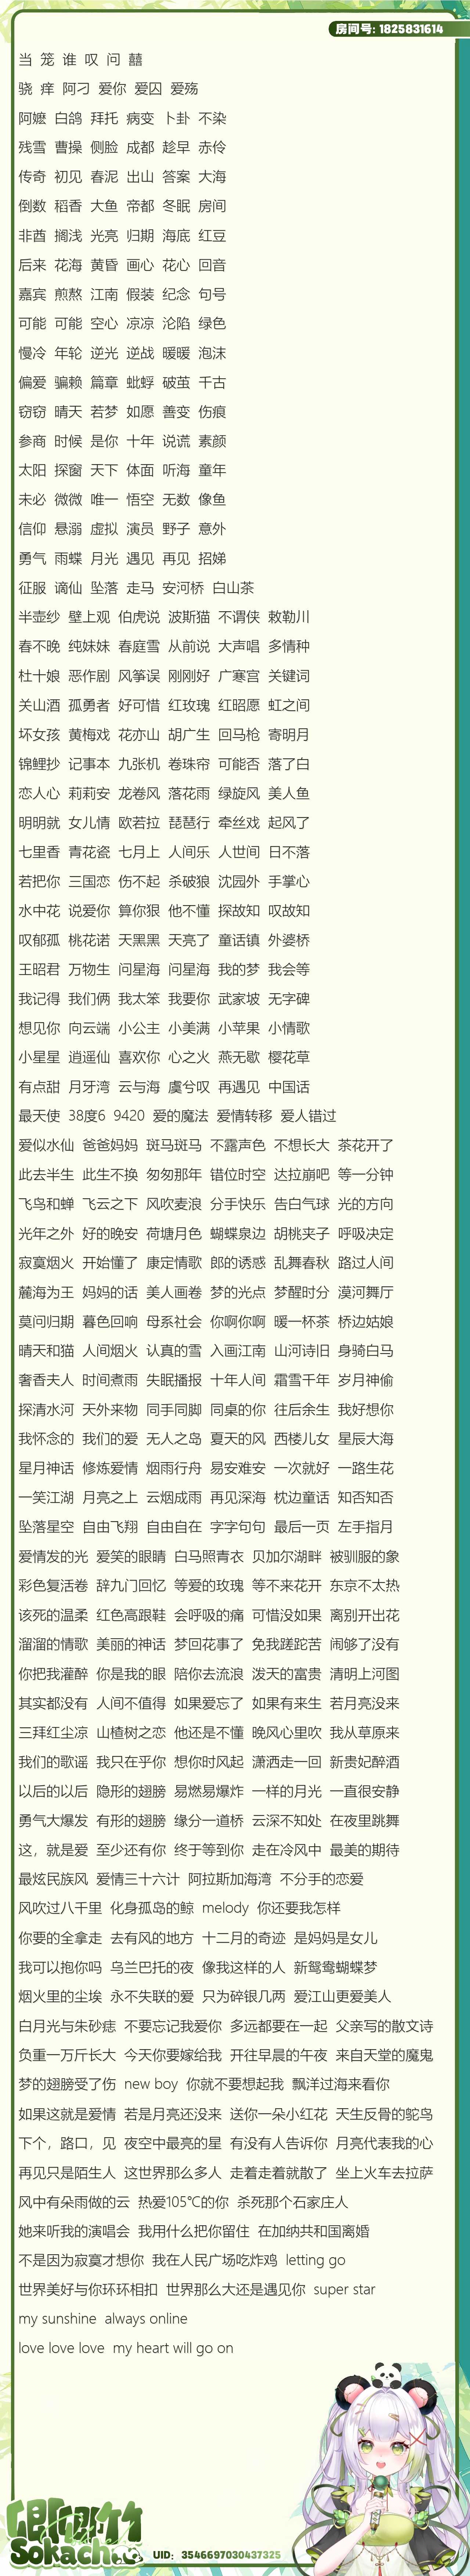 房间号: 1825831614
当 笼 谁 叹 问 囍
骁 痒 阿刁 爱你 爱囚 爱殇
阿嬷 白鸽 拜托 病变 卜卦 不染
残雪 曹操 侧脸 成都 趁早 赤伶
传奇 初见 春泥 出山 答案 大海
倒数 稻香 大鱼 帝都 冬眠 房间
非酋 搁浅 光亮 归期 海底 红豆
后来 花海 黄昏 画心 花心 回音
嘉宾 煎熬 江南 假装 纪念 句号
可能 可能 空心 凉凉 沦陷 绿色
慢冷 年轮 逆光 逆战 暖暖 泡沫
偏爱 骗赖 篇章 蚍蜉 破茧 千古
窃窃 晴天 若梦 如愿 善变 伤痕
参商 时候 是你 十年 说谎 素颜
太阳 探窗 天下 体面 听海 童年
未必 微微 唯一 悟空 无数 像鱼
信仰 悬溺 虚拟 演员 野子 意外
勇气 雨蝶 月光 遇见 再见 招娣
征服 谪仙 坠落 走马 安河桥 白山茶
半壶纱 壁上观 伯虎说 波斯猫 不谓侠 敕勒川
春不晚 纯妹妹 春庭雪 从前说 大声唱 多情种
杜十娘 恶作剧 风筝误 刚刚好 广寒宫 关键词
关山酒 孤勇者 好可惜 红玫瑰 红昭愿 虹之间
坏女孩 黄梅戏 花亦山 胡广生 回马枪 寄明月
锦鲤抄 记事本 九张机 卷珠帘 可能否 落了白
恋人心 莉莉安 龙卷风 落花雨 绿旋风 美人鱼
明明就 女儿情 欧若拉 琵琶行 牵丝戏 起风了
七里香 青花瓷 七月上 人间乐 人世间 日不落
若把你 三国恋 伤不起 杀破狼 沈园外 手掌心
水中花 说爱你 算你狠 他不懂 探故知 叹故知
叹郁孤 桃花诺 天黑黑 天亮了 童话镇 外婆桥
王昭君 万物生 问星海 问星海 我的梦 我会等
我记得 我们俩 我太笨 我要你 武家坡 无字碑
想见你 向云端 小公主 小美满 小苹果 小情歌
小星星 逍遥仙 喜欢你 心之火 燕无歇 樱花草
有点甜 月牙湾 云与海 虞兮叹 再遇见 中国话
最天使 38度6 9420 爱的魔法 爱情转移 爱人错过
爱似水仙 爸爸妈妈 斑马斑马 不露声色 不想长大 茶花开了
此去半生 此生不换 匆匆那年 错位时空 达拉崩吧 等一分钟
飞鸟和蝉 飞云之下 风吹麦浪 分手快乐 告白气球 光的方向
光年之外 好的晚安 荷塘月色 蝴蝶泉边 胡桃夹子 呼吸决定
寂寞烟火 开始懂了 康定情歌 郎的诱惑 乱舞春秋 路过人间
麓海为王 妈妈的话 美人画卷 梦的光点 梦醒时分 漠河舞厅
莫问归期 暮色回响 母系社会 你啊你啊 暖一杯茶 桥边姑娘
晴天和猫 人间烟火 认真的雪 入画江南 山河诗旧 身骑白马
奢香夫人 时间煮雨 失眠播报 十年人间 霜雪千年 岁月神偷
探清水河 天外来物 同手同脚 同桌的你 往后余生 我好想你
我怀念的 我们的爱 无人之岛 夏天的风 西楼儿女 星辰大海
星月神话 修炼爱情 烟雨行舟 易安难安 一次就好 一路生花
一笑江湖 月亮之上 云烟成雨 再见深海 枕边童话 知否知否
坠落星空 自由飞翔 自由自在 字字句句 最后一页 左手指月
爱情发的光 爱笑的眼睛 白马照青衣 贝加尔湖畔 被驯服的象
彩色复活卷 辞九门回忆 等爱的玫瑰 等不来花开 东京不太热
该死的温柔 红色高跟鞋 会呼吸的痛 可惜没如果 离别开出花
溜溜的情歌 美丽的神话 梦回花事了 免我蹉跎苦 闹够了没有
你把我灌醉 你是我的眼 陪你去流浪 泼天的富贵 清明上河图
其实都没有 人间不值得 如果爱忘了 如果有来生 若月亮没来
三拜红尘凉 山楂树之恋 他还是不懂 晚风心里吹 我从草原来
我们的歌谣 我只在乎你 想你时风起 潇洒走一回 新贵妃醉酒
以后的以后 隐形的翅膀 易燃易爆炸 一样的月光 一直很安静
勇气大爆发 有形的翅膀 缘分一道桥 云深不知处 在夜里跳舞
这，就是爱 至少还有你 终于等到你 走在冷风中 最美的期待
最炫民族风 爱情三十六计 阿拉斯加海湾 不分手的恋爱
风吹过八千里 化身孤岛的鲸 melody 你还要我怎样
你要的全拿走 去有风的地方 十二月的奇迹 是妈妈是女儿
我可以抱你吗 乌兰巴托的夜 像我这样的人 新鸳鸯蝴蝶梦
烟火里的尘埃 永不失联的爱 只为碎银几两 爱江山更爱美人
白月光与朱砂痣 不要忘记我爱你 多远都要在一起 父亲写的散文诗
负重一万斤长大 今天你要嫁给我 开往早晨的午夜 来自天堂的魔鬼
梦的翅膀受了伤 new boy 你就不要想起我 飘洋过海来看你
如果这就是爱情 若是月亮还没来 送你一朵小红花 天生反骨的鸵鸟
下个，路口，见 夜空中最亮的星 有没有人告诉你 月亮代表我的心
再见只是陌生人 这世界那么多人 走着走着就散了 坐上火车去拉萨
风中有朵雨做的云 热爱105℃的你 杀死那个石家庄人
她来听我的演唱会 我用什么把你留住 在加纳共和国离婚
不是因为寂寞才想你 我在人民广场吃炸鸡 letting go
世界美好与你环环相扣 世界那么大还是遇见你 super star
my sunshine always online
love love love my heart will go on
Sokach
UID: 3546697030437325